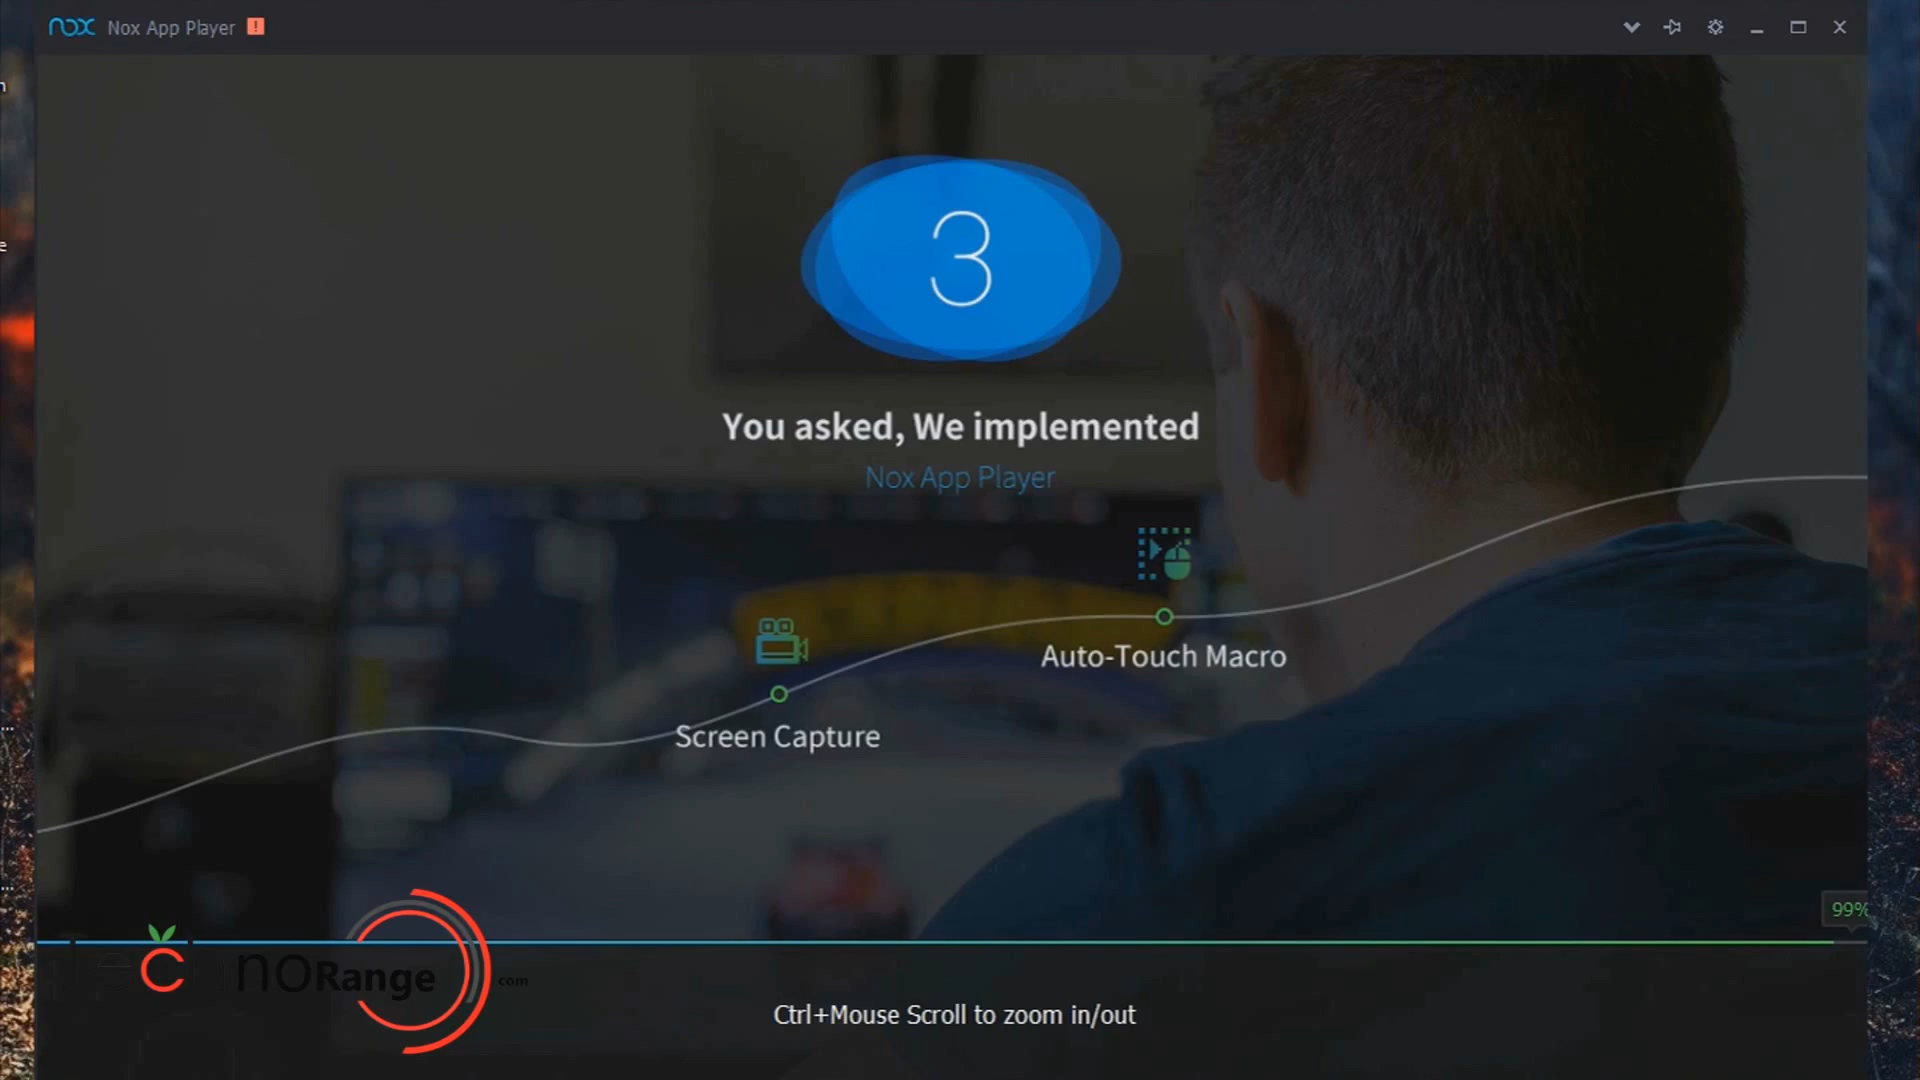 nox Nox App Player !
3
You asked, We implemented
Nox App Player
Auto-Touch Macro
Screen Capture
99%
noRange
com
Ctrl+Mouse Scroll to zoom in/out